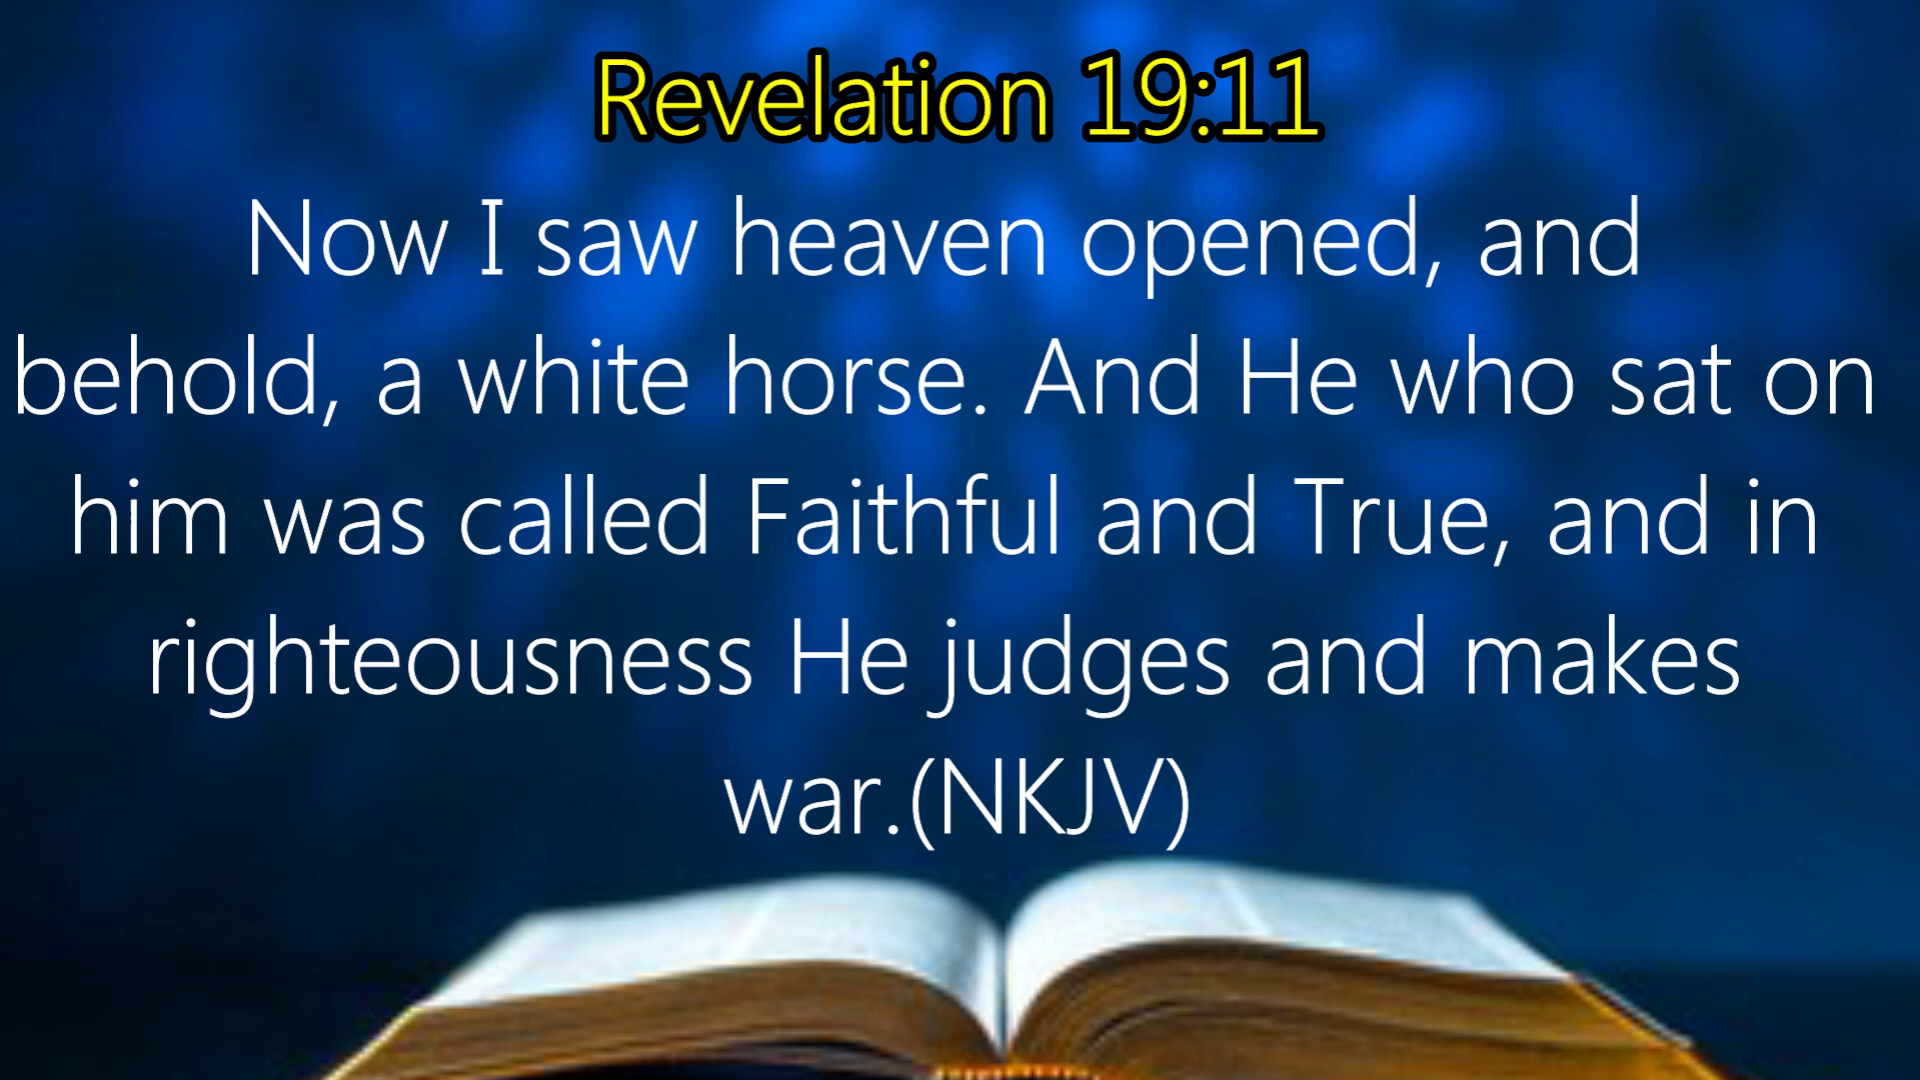 Revelation 19:11
Now I saw heaven opened, and
behold, a white horse. And He who sat on
him was called Faithful and True, and in
righteousness He judges and makes
war.(NKJV)